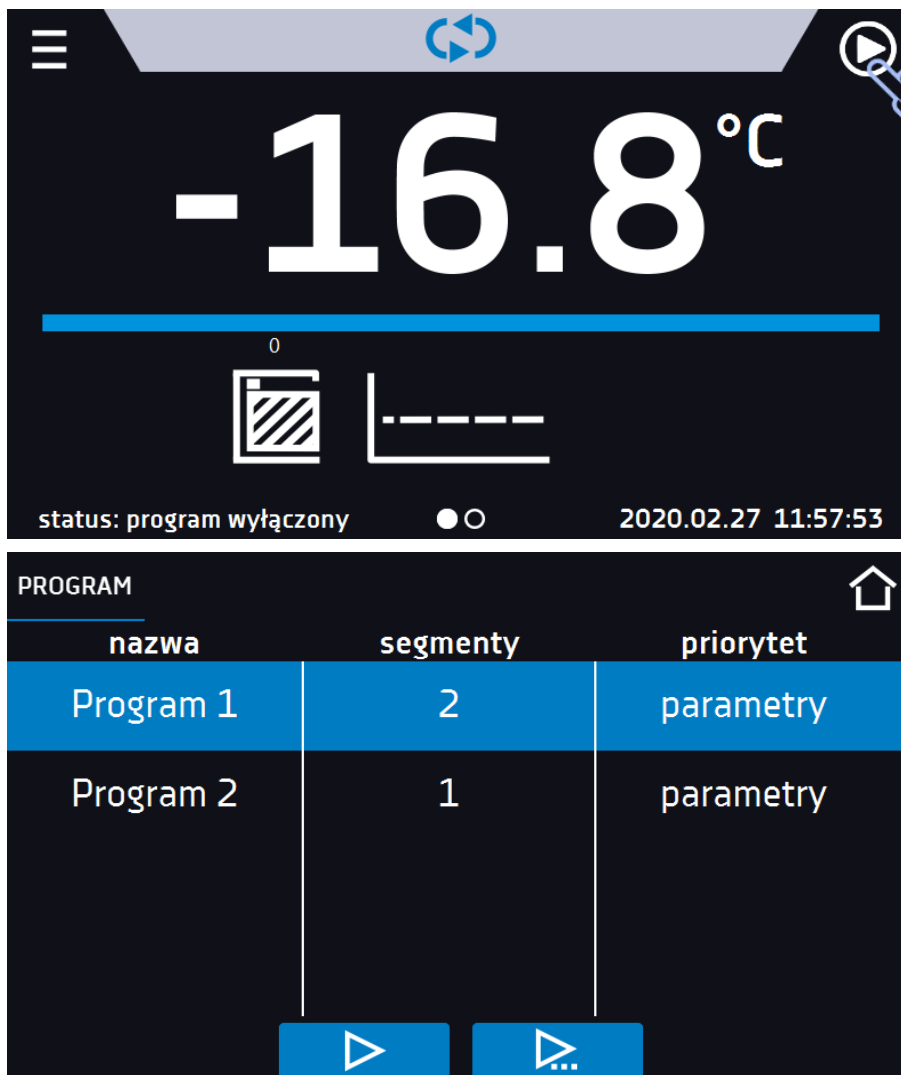 -16.8 °C
0
status: program wyłączony 2020.02.27 11:57:53
PROGRAM
nazwa segmenty priorytet
Program 1 2 parametry
Program 2 1 parametry